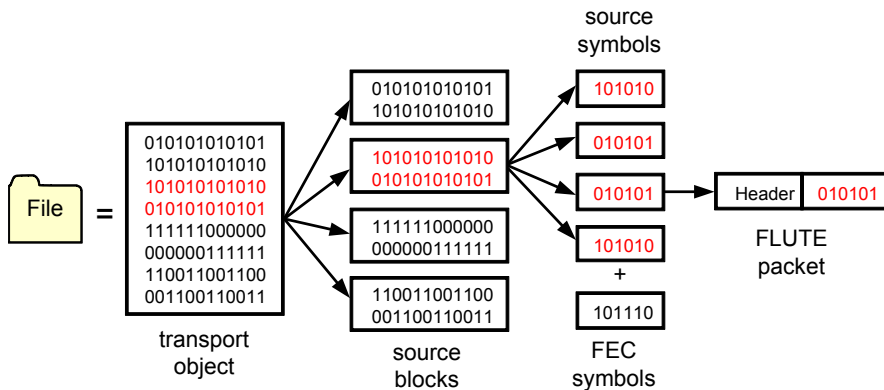 File
=
010101010101
101010101010
101010101010
010101010101
111111000000
000000111111
110011001100
001100110011
transport
object
010101010101
101010101010
101010101010
010101010101
111111000000
000000111111
110011001100
001100110011
source
blocks
source
symbols
101010
010101
010101
101010
+
101110
FEC
symbols
Header 010101
FLUTE
packet